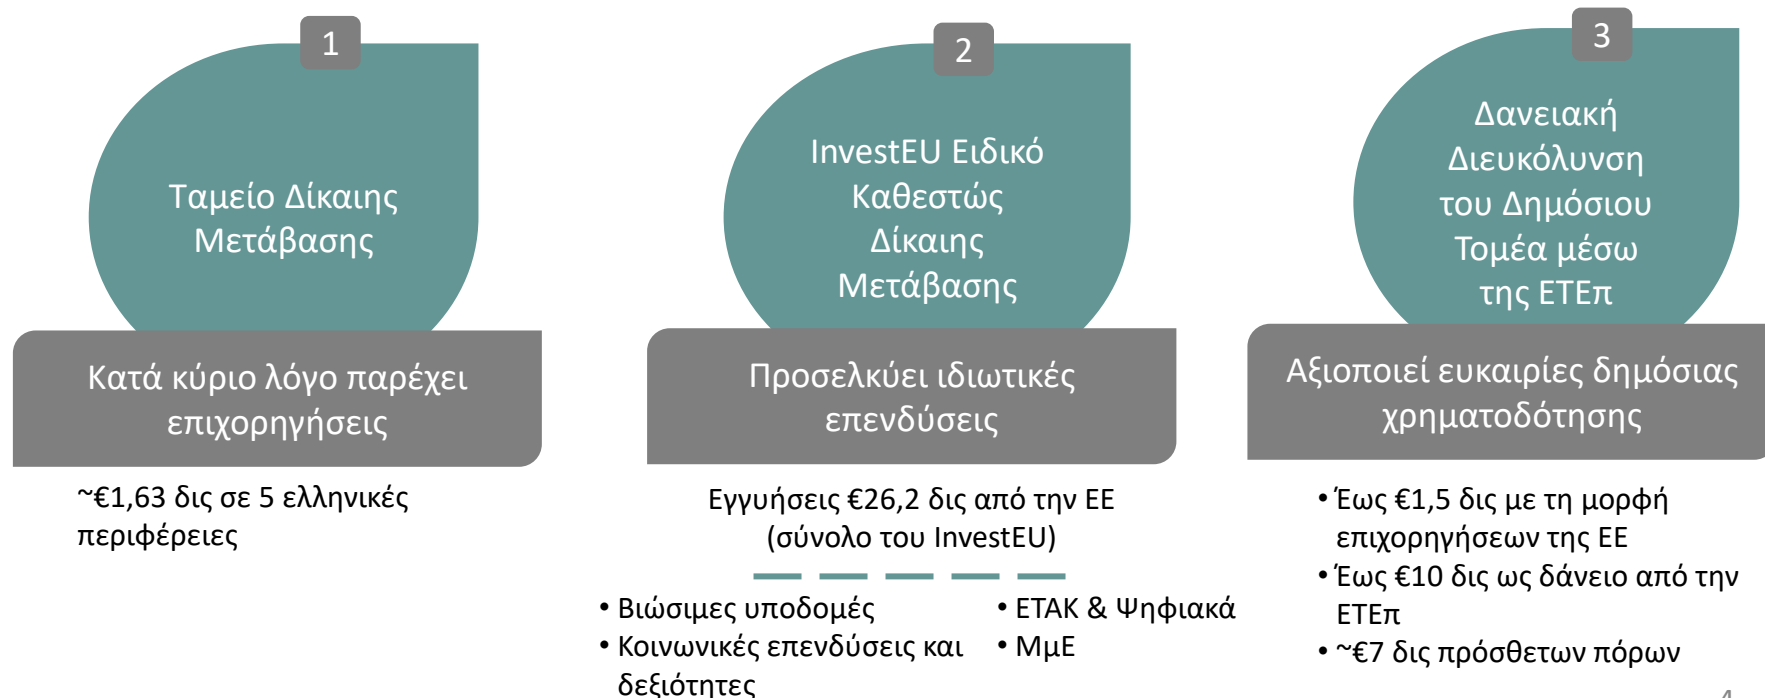 1
Ταμείο Δίκαιης
Μετάβασης
Κατά κύριο λόγο παρέχει
επιχορηγήσεις
~€1,63 δις σε 5 ελληνικές
περιφέρειες
2
InvestEU Ειδικό
Καθεστώς
Δίκαιης
Μετάβασης
Προσελκύει ιδιωτικές
επενδύσεις
Εγγυήσεις €26,2 δις από την ΕΕ
(σύνολο του InvestEU)
• Βιώσιμες υποδομές
• Κοινωνικές επενδύσεις και
δεξιότητες
• ΕΤΑΚ & Ψηφιακά
• ΜμΕ
3
Δανειακή
Διευκόλυνση
του Δημόσιου
Τομέα μέσω
της ΕΤΕπ
Αξιοποιεί ευκαιρίες δημόσιας
χρηματοδότησης
• Έως €1,5 δις με τη μορφή
επιχορηγήσεων της ΕΕ
• Έως €10 δις ως δάνειο από την
ΕΤΕπ
• ~€7 δις πρόσθετων πόρων